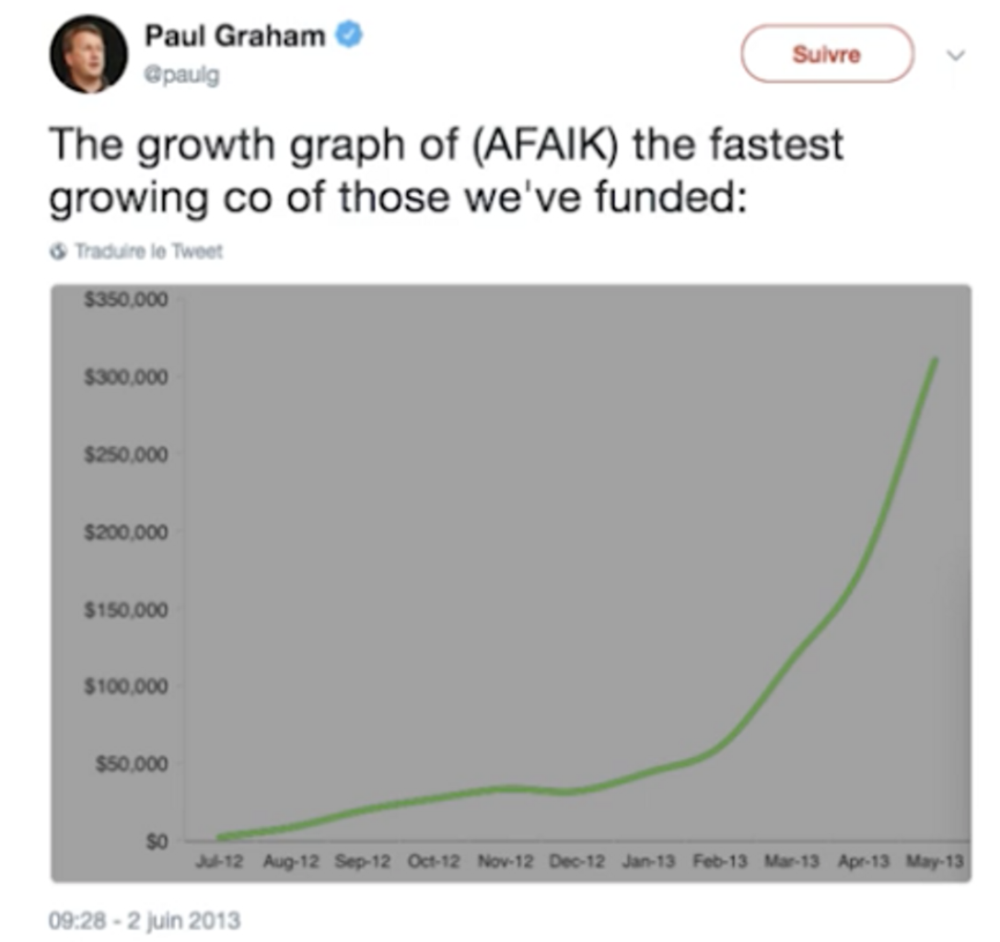 Paul Graham
@paulg
Suivre
The growth graph of (AFAIK) the fastest
growing co of those we've funded:
Traduire le Tweet
$350,000
$300,000
$250,000
$200,000
$150,000
$100,000
$50,000
$0
Jul-12 Aug-12 Sep-12 Oct-12 Nov-12 Dec-12 Jan-13 Feb-13 Mar-13 Apr-13 May-13
09:28 - 2 juin 2013